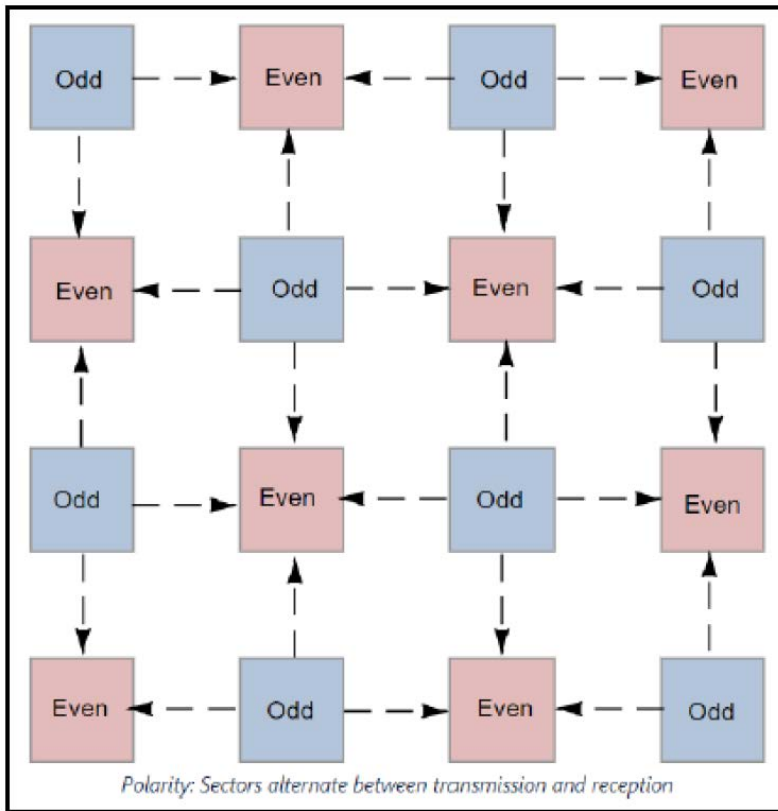 Odd Even Odd Even
Even Odd Even Odd
Odd Even Odd Even
Even Odd Even Odd
Polarity: Sectors alternate between transmission and reception